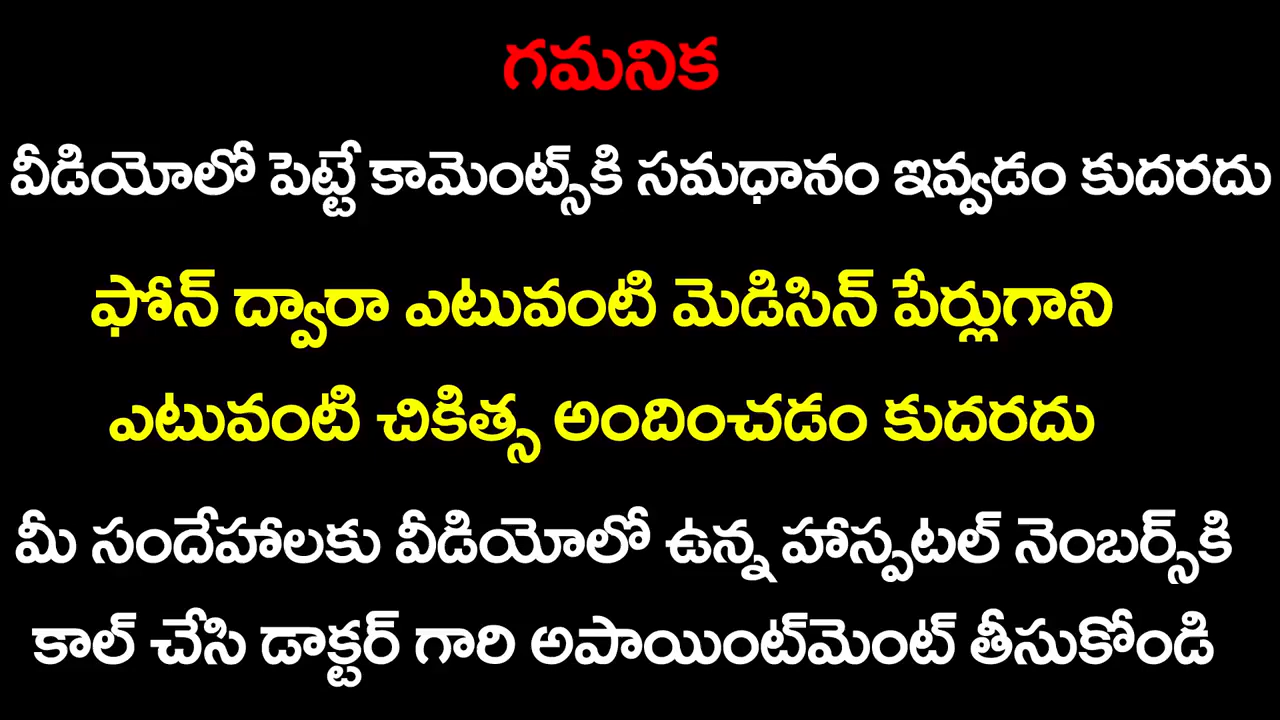 గమనిక
వీడియోలో పెట్టే కామెంట్స్‌కి సమధానం ఇవ్వడం కుదరదు
ఫోన్ ద్వారా ఎటువంటి మెడిసిన్ పేర్లుగాని
ఎటువంటి చికిత్స అందించడం కుదరదు
మీ సందేహాలకు వీడియోలో ఉన్న హాస్పటల్ నెంబర్స్‌కి
కాల్ చేసి డాక్టర్ గారి అపాయింట్‌మెంట్ తీసుకోండి